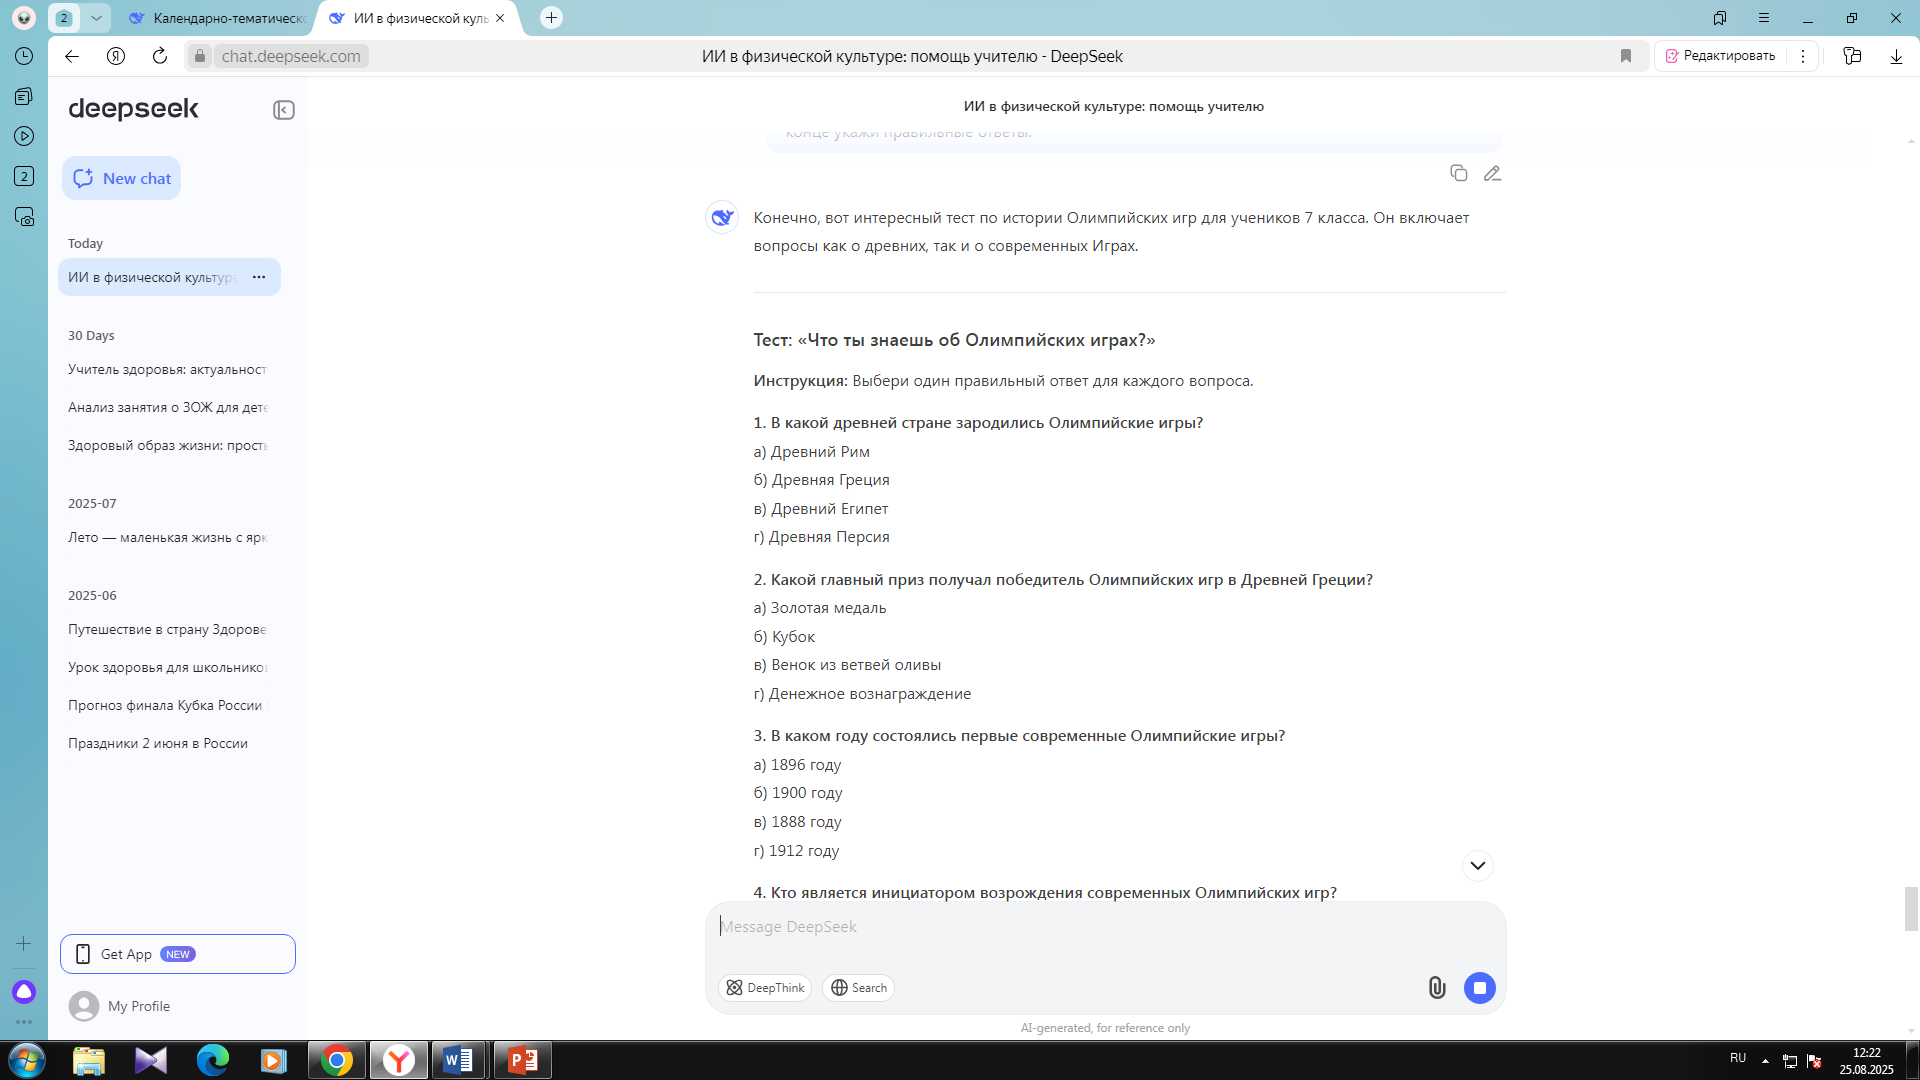 2
Календарно-тематическо
ИИ в физической куль
chat.deepseek.com
ИИ в физической культуре: помощь учителю - DeepSeek
Редактировать
deepseek
ИИ в физической культуре: помощь учителю
конце укажи правильные ответы.
New chat
2
Today
ИИ в физической культуре
30 Days
Учитель здоровья: актуальност
Анализ занятия о ЗОЖ для дете
Здоровый образ жизни: прость
2025-07
Лето — маленькая жизнь с ярк
2025-06
Путешествие в страну Здорове
Урок здоровья для школьников
Прогноз финала Кубка России
Праздники 2 июня в России
Get App NEW
My Profile
Конечно, вот интересный тест по истории Олимпийских игр для учеников 7 класса. Он включает
вопросы как о древних, так и о современных Играх.
Тест: «Что ты знаешь об Олимпийских играх?»
Инструкция: Выбери один правильный ответ для каждого вопроса.
1. В какой древней стране зародились Олимпийские игры?
а) Древний Рим
б) Древняя Греция
в) Древний Египет
г) Древняя Персия
2. Какой главный приз получал победитель Олимпийских игр в Древней Греции?
а) Золотая медаль
б) Кубок
в) Венок из ветвей оливы
г) Денежное вознаграждение
3. В каком году состоялись первые современные Олимпийские игры?
а) 1896 году
б) 1900 году
в) 1888 году
г) 1912 году
4. Кто является инициатором возрождения современных Олимпийских игр?
Message DeepSeek
DeepThink
Search
AI-generated, for reference only
RU
12:22
25.08.2025